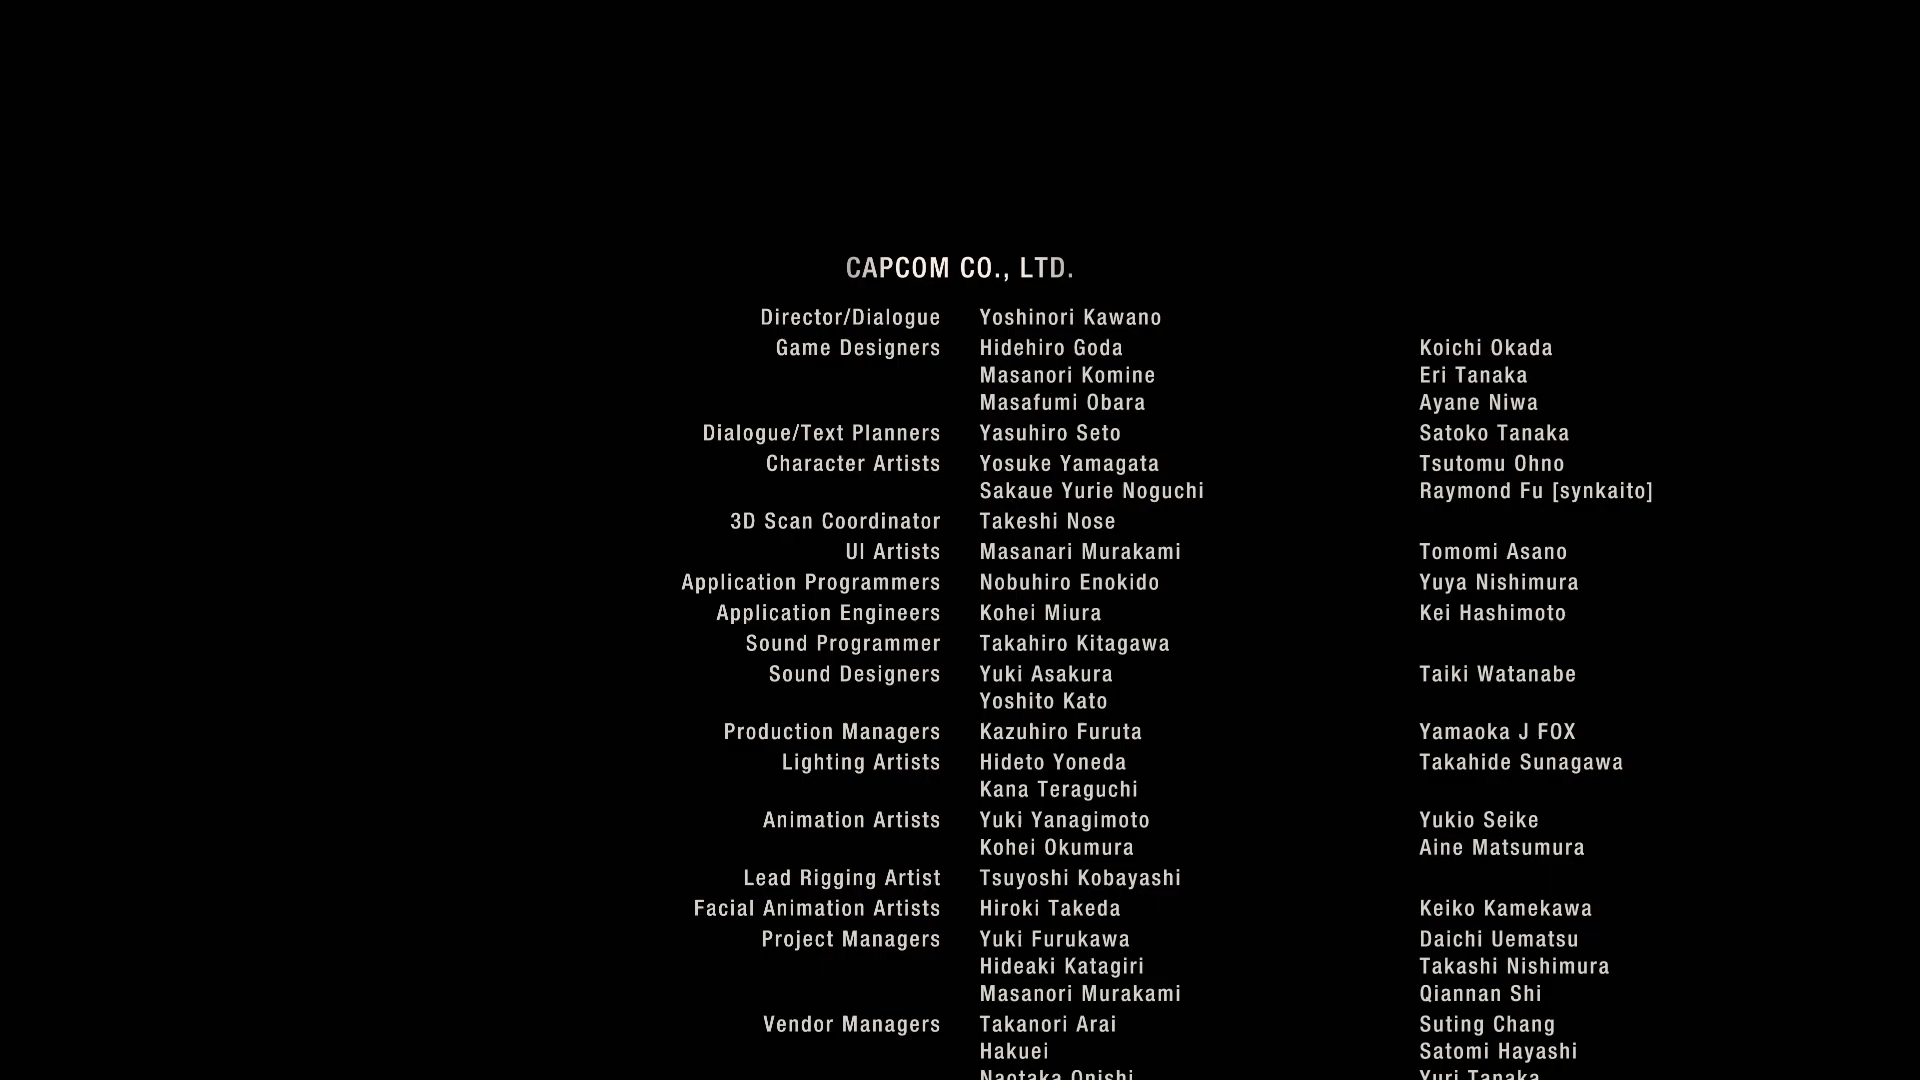 CAPCOM CO., LTD.
Director/Dialogue Yoshinori Kawano
Game Designers Hidehiro Goda Koichi Okada
Masanori Komine Eri Tanaka
Masafumi Obara Ayane Niwa
Dialogue/Text Planners Yasuhiro Seto Satoko Tanaka
Character Artists Yosuke Yamagata Tsutomu Ohno
Sakaue Yurie Noguchi Raymond Fu [synkaito]
3D Scan Coordinator Takeshi Nose
UI Artists Masanari Murakami Tomomi Asano
Application Programmers Nobuhiro Enokido Yuya Nishimura
Application Engineers Kohei Miura Kei Hashimoto
Sound Programmer Takahiro Kitagawa
Sound Designers Yuki Asakura Taiki Watanabe
Yoshito Kato
Production Managers Kazuhiro Furuta Yamaoka J FOX
Lighting Artists Hideto Yoneda Takahide Sunagawa
Kana Teraguchi
Animation Artists Yuki Yanagimoto Yukio Seike
Kohei Okumura Aine Matsumura
Lead Rigging Artist Tsuyoshi Kobayashi
Facial Animation Artists Hiroki Takeda Keiko Kamekawa
Project Managers Yuki Furukawa Daichi Uematsu
Hideaki Katagiri Takashi Nishimura
Masanori Murakami Qiannan Shi
Vendor Managers Takanori Arai Suting Chang
Hakuei Satomi Hayashi
Naotaka Onishi Yuri Tanaka